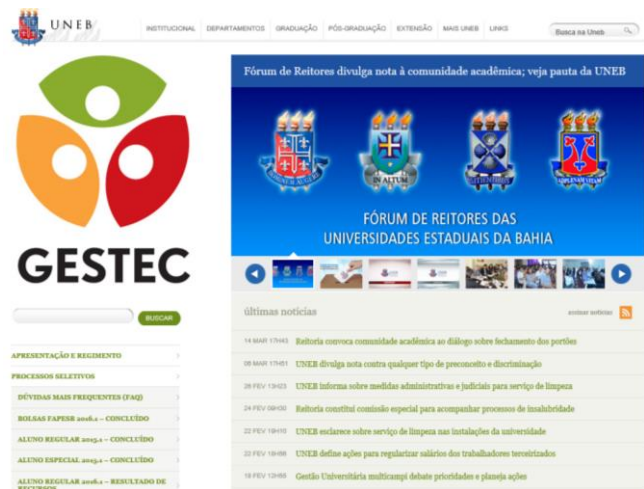 UNEB
INSTITUCIONAL DEPARTAMENTOS GRADUAÇÃO PÓS-GRADUAÇÃO EXTENSÃO MAIS UNEB LINKS
Busca na Uneb
GESTEC
BUSCAR
APRESENTAÇÃO E REGIMENTO
PROCESSOS SELETIVOS
DÚVIDAS MAIS FREQUENTES (FAQ)
BOLSAS FAPESB 2016.1 – CONCLUÍDO
ALUNO REGULAR 2015.1 – CONCLUÍDO
ALUNO ESPECIAL 2015.1 – CONCLUÍDO
ALUNO REGULAR 2016.1 – RESULTADO DE
RECURSOS
Fórum de Reitores divulga nota à comunidade acadêmica; veja pauta da UNEB
IN ALTUM
FÓRUM DE REITORES DAS
UNIVERSIDADES ESTADUAIS DA BAHIA
últimas notícias
assinar notícias
14 MAR 17H43 Reitoria convoca comunidade acadêmica ao diálogo sobre fechamento dos portões
08 MAR 17H51 UNEB divulga nota contra qualquer tipo de preconceito e discriminação
26 FEV 13H23 UNEB informa sobre medidas administrativas e judiciais para serviço de limpeza
24 FEV 09H30 Reitoria constitui comissão especial para acompanhar processos de insalubridade
22 FEV 19H10 UNEB esclarece sobre serviço de limpeza nas instalações da universidade
22 FEV UNEB define ações para regularizar salários dos trabalhadores terceirizados
18 FEV Gestão Universitária multicampi debate prioridades e planeja ações